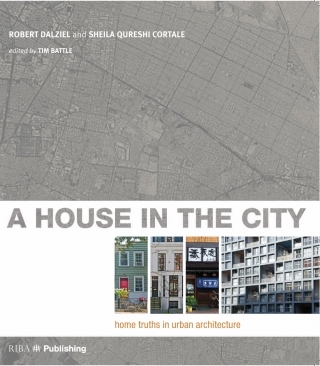 ROBERT DALZIEL and SHEILA QURESHI CORTALE
edited by TIM BATTLE
A HOUSE IN THE CITY
home truths in urban architecture
RIBA Publishing